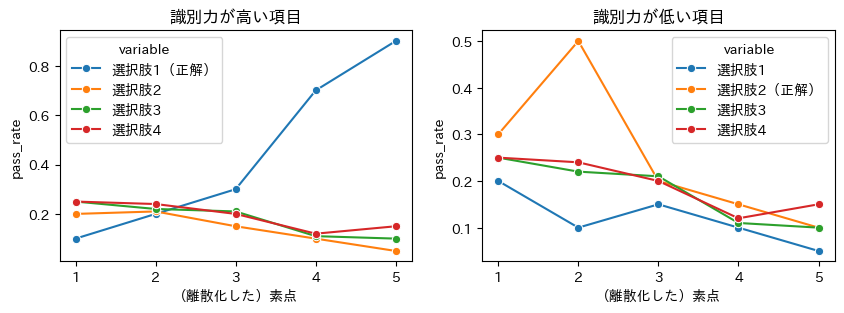 識別力が高い項目
variable
選択肢1（正解）
選択肢2
選択肢3
選択肢4
pass_rate
0.8
0.6
0.4
0.2
1 2 3 4 5
（離散化した）素点
識別力が低い項目
variable
選択肢1
選択肢2（正解）
選択肢3
選択肢4
pass_rate
0.5
0.4
0.3
0.2
0.1
1 2 3 4 5
（離散化した）素点